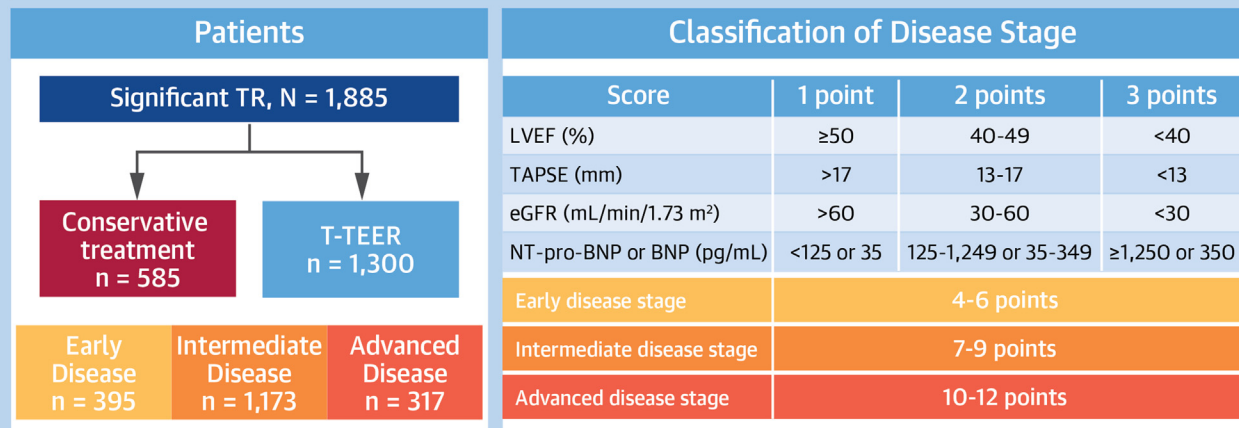 Patients
Significant TR, N = 1,885
Conservative
treatment
n = 585
T-TEER
n = 1,300
Early
Disease
n = 395
Intermediate
Disease
n = 1,173
Advanced
Disease
n = 317
Classification of Disease Stage
Score 1 point 2 points 3 points
LVEF (%) ≥50 40-49 <40
TAPSE (mm) >17 13-17 <13
eGFR (mL/min/1.73 m²) >60 30-60 <30
NT-pro-BNP or BNP (pg/mL) <125 or 35 125-1,249 or 35-349 ≥1,250 or 350
Early disease stage 4-6 points
Intermediate disease stage 7-9 points
Advanced disease stage 10-12 points